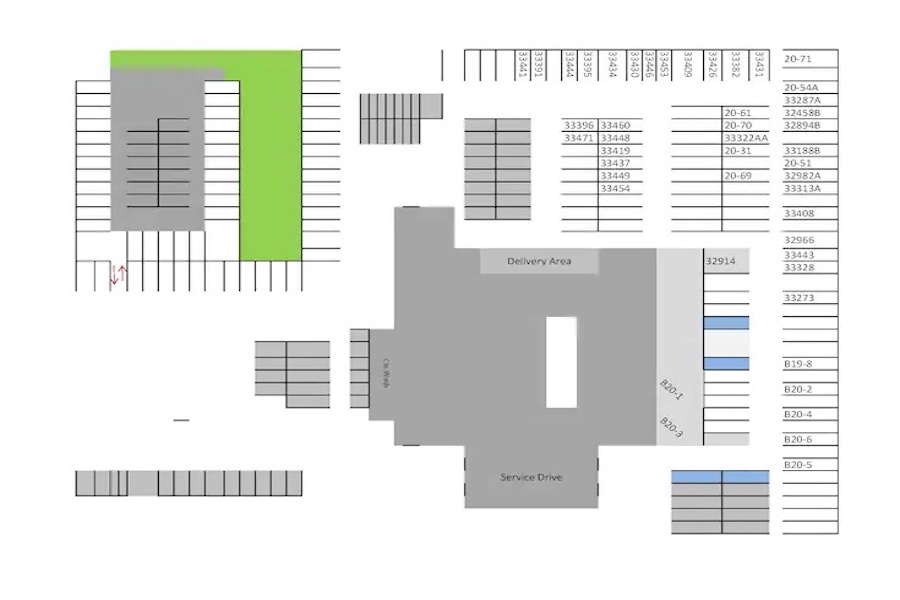 33441
33391
33444
33395
33434
33430
33446
33453
33409
33426
33382
33431
20-71
20-54A
33287A
20-61
32458B
33396 33460
20-70
32894B
33471 33448
33322AA
33419
20-31
33188B
33437
20-51
33449
20-69
32982A
33454
33313A
33408
32966
Delivery Area
32914
33443
33328
33273
B19-8
Car Wash
B20-1
B20-2
B20-4
B20-3
B20-6
B20-5
Service Drive